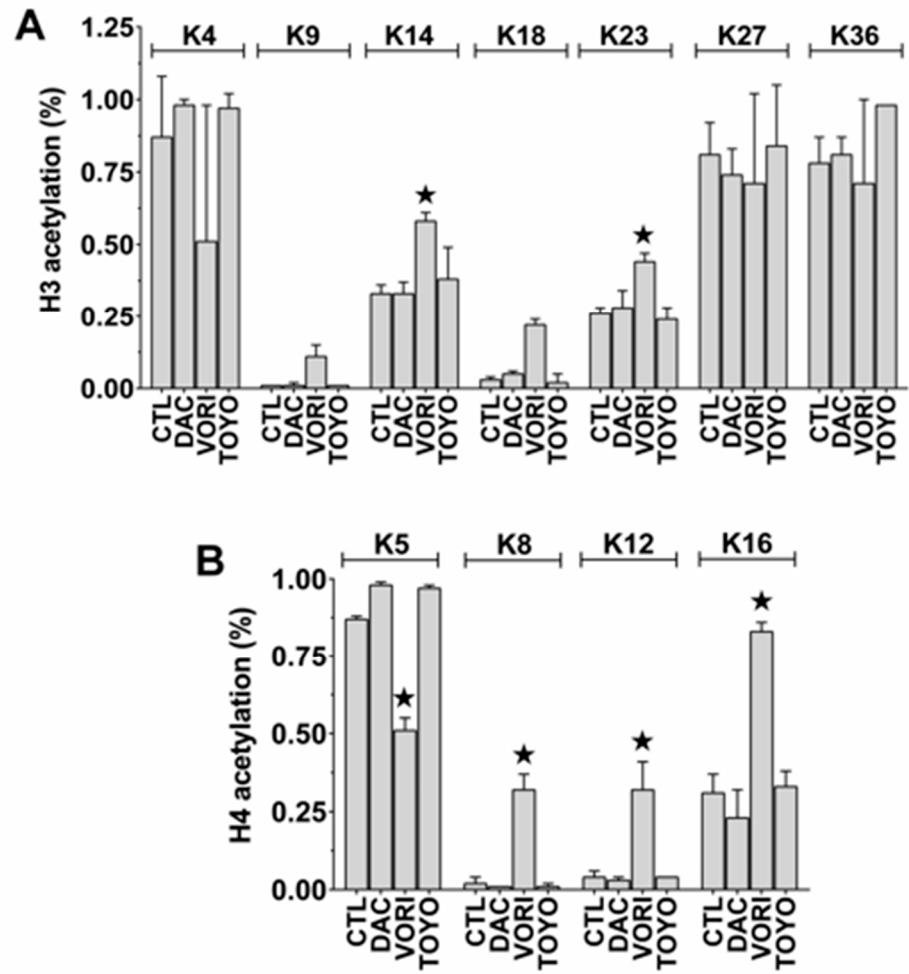 A
K4 K9 K14 K18 K23 K27 K36
H3 acetylation (%)
1.25
1.00
0.75
0.50
0.25
0.00
CTL DAC VORI TOYO CTL DAC VORI TOYO CTL DAC VORI TOYO CTL DAC VORI TOYO CTL DAC VORI TOYO CTL DAC VORI TOYO CTL DAC VORI TOYO
B
K5 K8 K12 K16
H4 acetylation (%)
1.00
0.75
0.50
0.25
0.00
CTL DAC VORI TOYO CTL DAC VORI TOYO CTL DAC VORI TOYO CTL DAC VORI TOYO